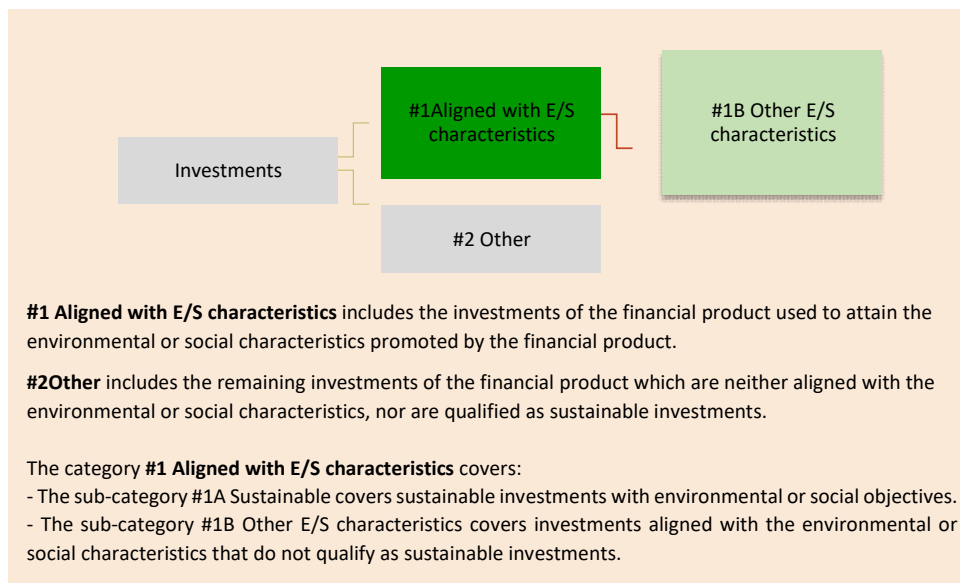 #1Aligned with E/S
characteristics
#1B Other E/S
characteristics
Investments
#2 Other
#1 Aligned with E/S characteristics includes the investments of the financial product used to attain the
environmental or social characteristics promoted by the financial product.
#2Other includes the remaining investments of the financial product which are neither aligned with the
environmental or social characteristics, nor are qualified as sustainable investments.
The category #1 Aligned with E/S characteristics covers:
- The sub-category #1A Sustainable covers sustainable investments with environmental or social objectives.
- The sub-category #1B Other E/S characteristics covers investments aligned with the environmental or
social characteristics that do not qualify as sustainable investments.